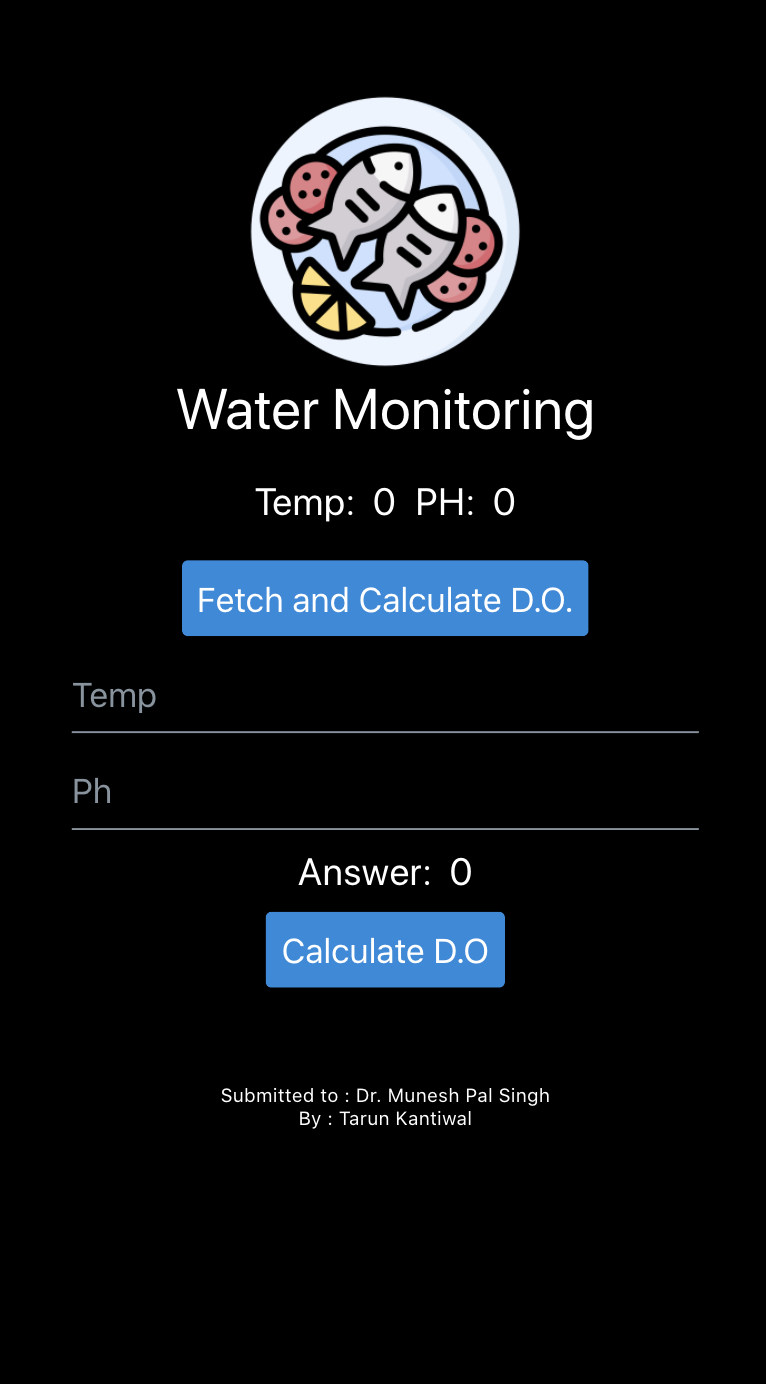 Water Monitoring
Temp: 0 PH: 0
Fetch and Calculate D.O.
Temp
Ph
Answer: 0
Calculate D.O
Submitted to : Dr. Munesh Pal Singh
By : Tarun Kantiwal